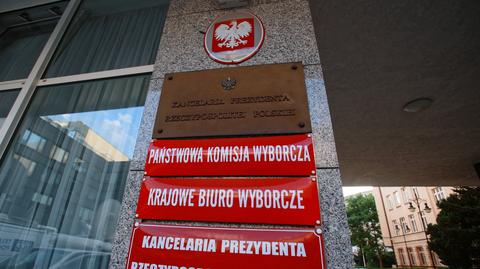 KANCELARIA PREZYDENTA
RZECZYPOSPOLITEJ POLSKIEJ
PAŃSTWOWA KOMISJA WYBORCZA
KRAJOWE BIURO WYBORCZE
KANCELARIA PREZYDENTA